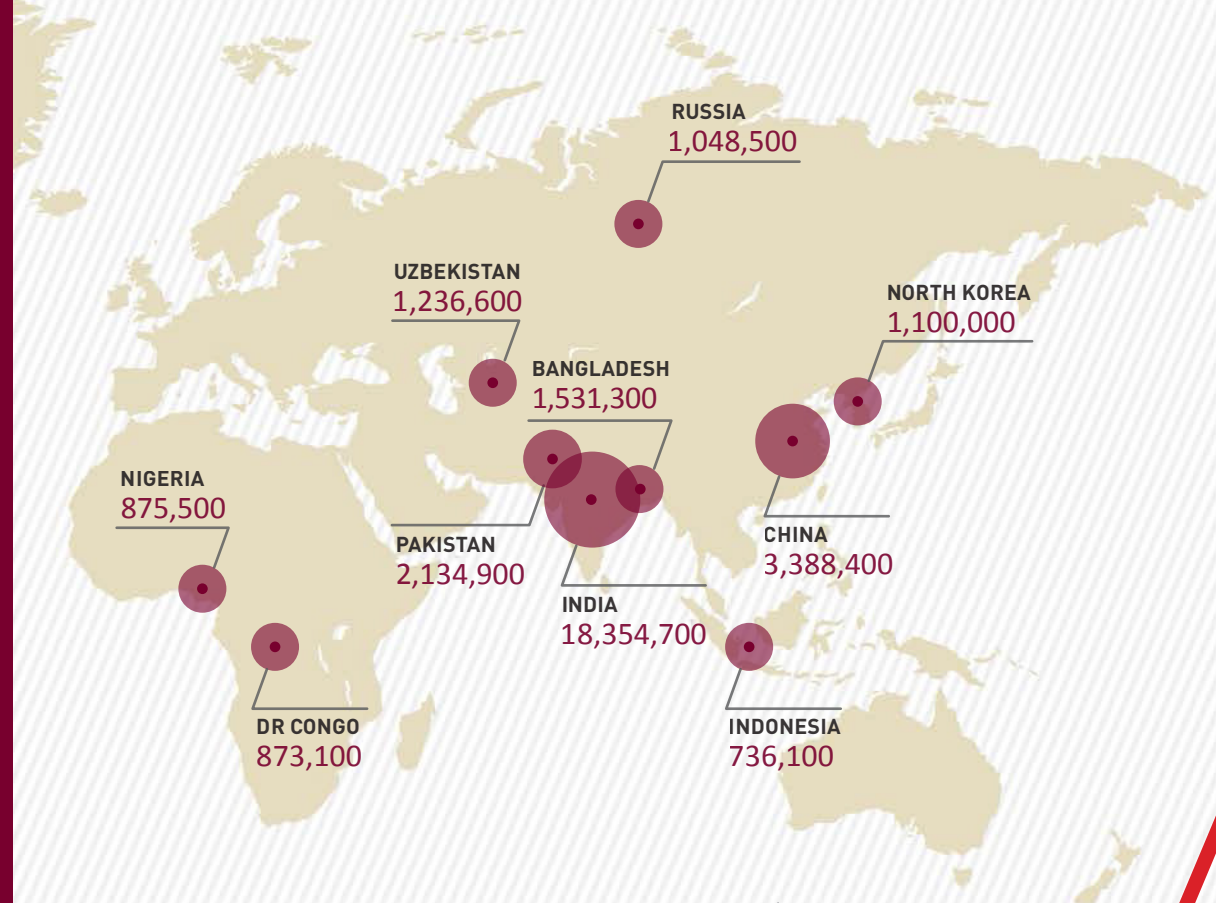 RUSSIA
1,048,500
UZBEKISTAN
1,236,600
NORTH KOREA
1,100,000
BANGLADESH
1,531,300
NIGERIA
875,500
PAKISTAN
2,134,900
CHINA
3,388,400
INDIA
18,354,700
DR CONGO
873,100
INDONESIA
736,100